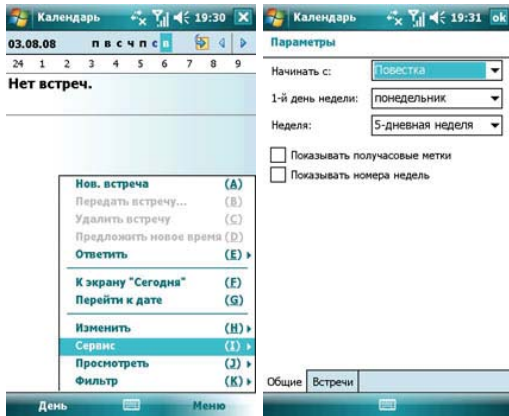 Календарь 19:30
03.08.08 п в с ч п с в
24 1 2 3 4 5 6 7 8 9
Нет встреч.
Нов. встреча (A)
Передать встречу... (B)
Удалить встречу (C)
Предложить новое время (D)
Ответить (E)
К экрану "Сегодня" (F)
Перейти к дате (G)
Изменить (H)
Сервис (I)
Просмотреть (J)
Фильтр (K)
День Меню
Календарь 19:31 ok
Параметры
Начинать с: Повестка
1-й день недели: понедельник
Неделя: 5-дневная неделя
Показывать получасовые метки
Показывать номера недель
Общие Встречи